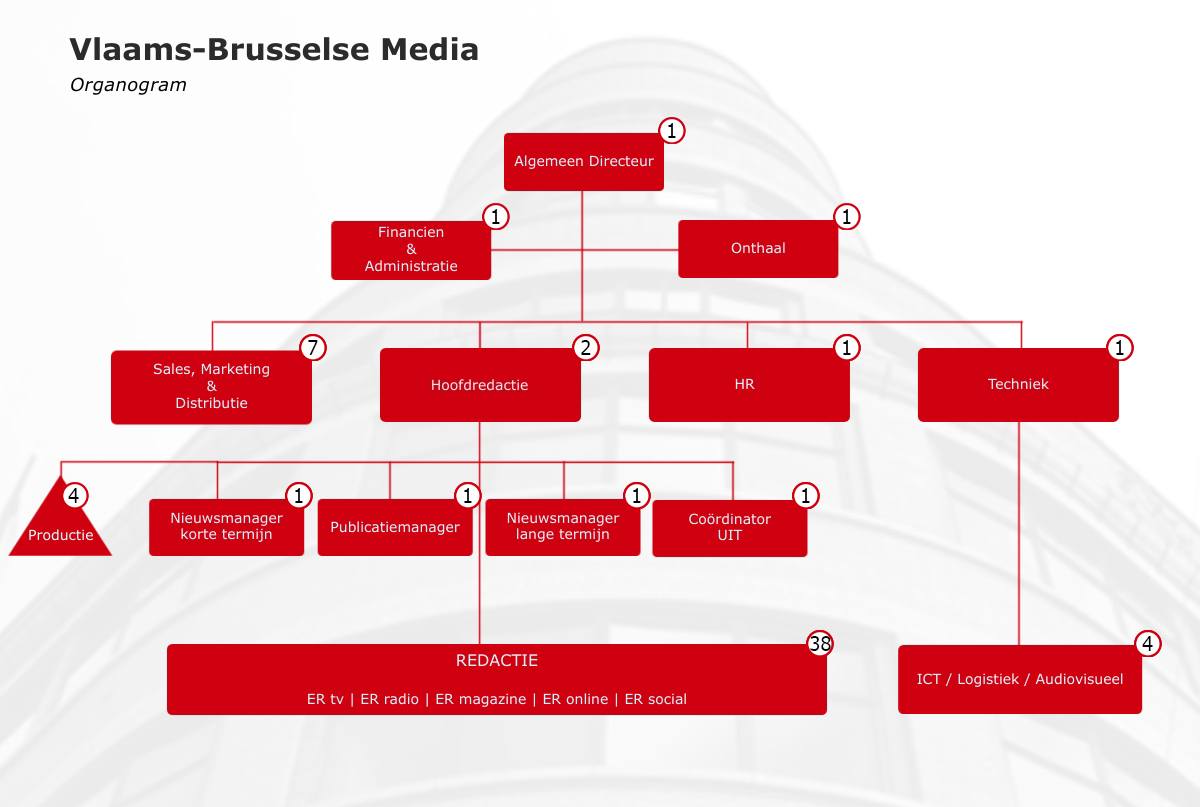 Vlaams-Brusselse Media
Organogram
1
Algemeen Directeur
1
Financien
&
Administratie
1
Onthaal
7
Sales, Marketing
&
Distributie
2
Hoofdredactie
1
HR
1
Techniek
4
Productie
1
Nieuwsmanager
korte termijn
1
Publicatiemanager
1
Nieuwsmanager
lange termijn
1
Coördinator
UIT
38
REDACTIE
ER tv | ER radio | ER magazine | ER online | ER social
4
ICT / Logistiek / Audiovisueel